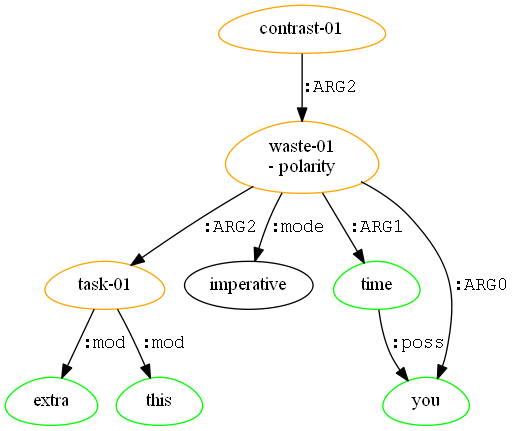 contrast-01
:ARG2
waste-01
- polarity
:ARG2
:mode
:ARG1
:ARG0
task-01
imperative
time
:mod
:mod
:poss
extra
this
you